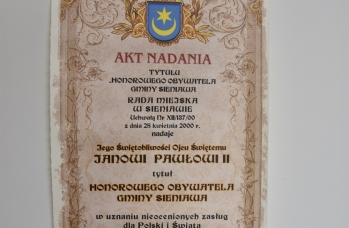 AKT NADANIA
TYTUŁU
„HONOROWEGO OBYWATELA
GMINY SIENIAWA
RADA MIEJSKA
W SIENIAWIE
Uchwałą Nr XII/137/00
z dnia 28 kwietnia 2000 r.
nadaje
Jego Świętobliwości Ojcu Świętemu
JANOWI PAWŁOWI II
tytuł
HONOROWEGO OBYWATELA
GMINY SIENIAWA
w uznaniu nieocenionych zasług
dla Polski i Świata